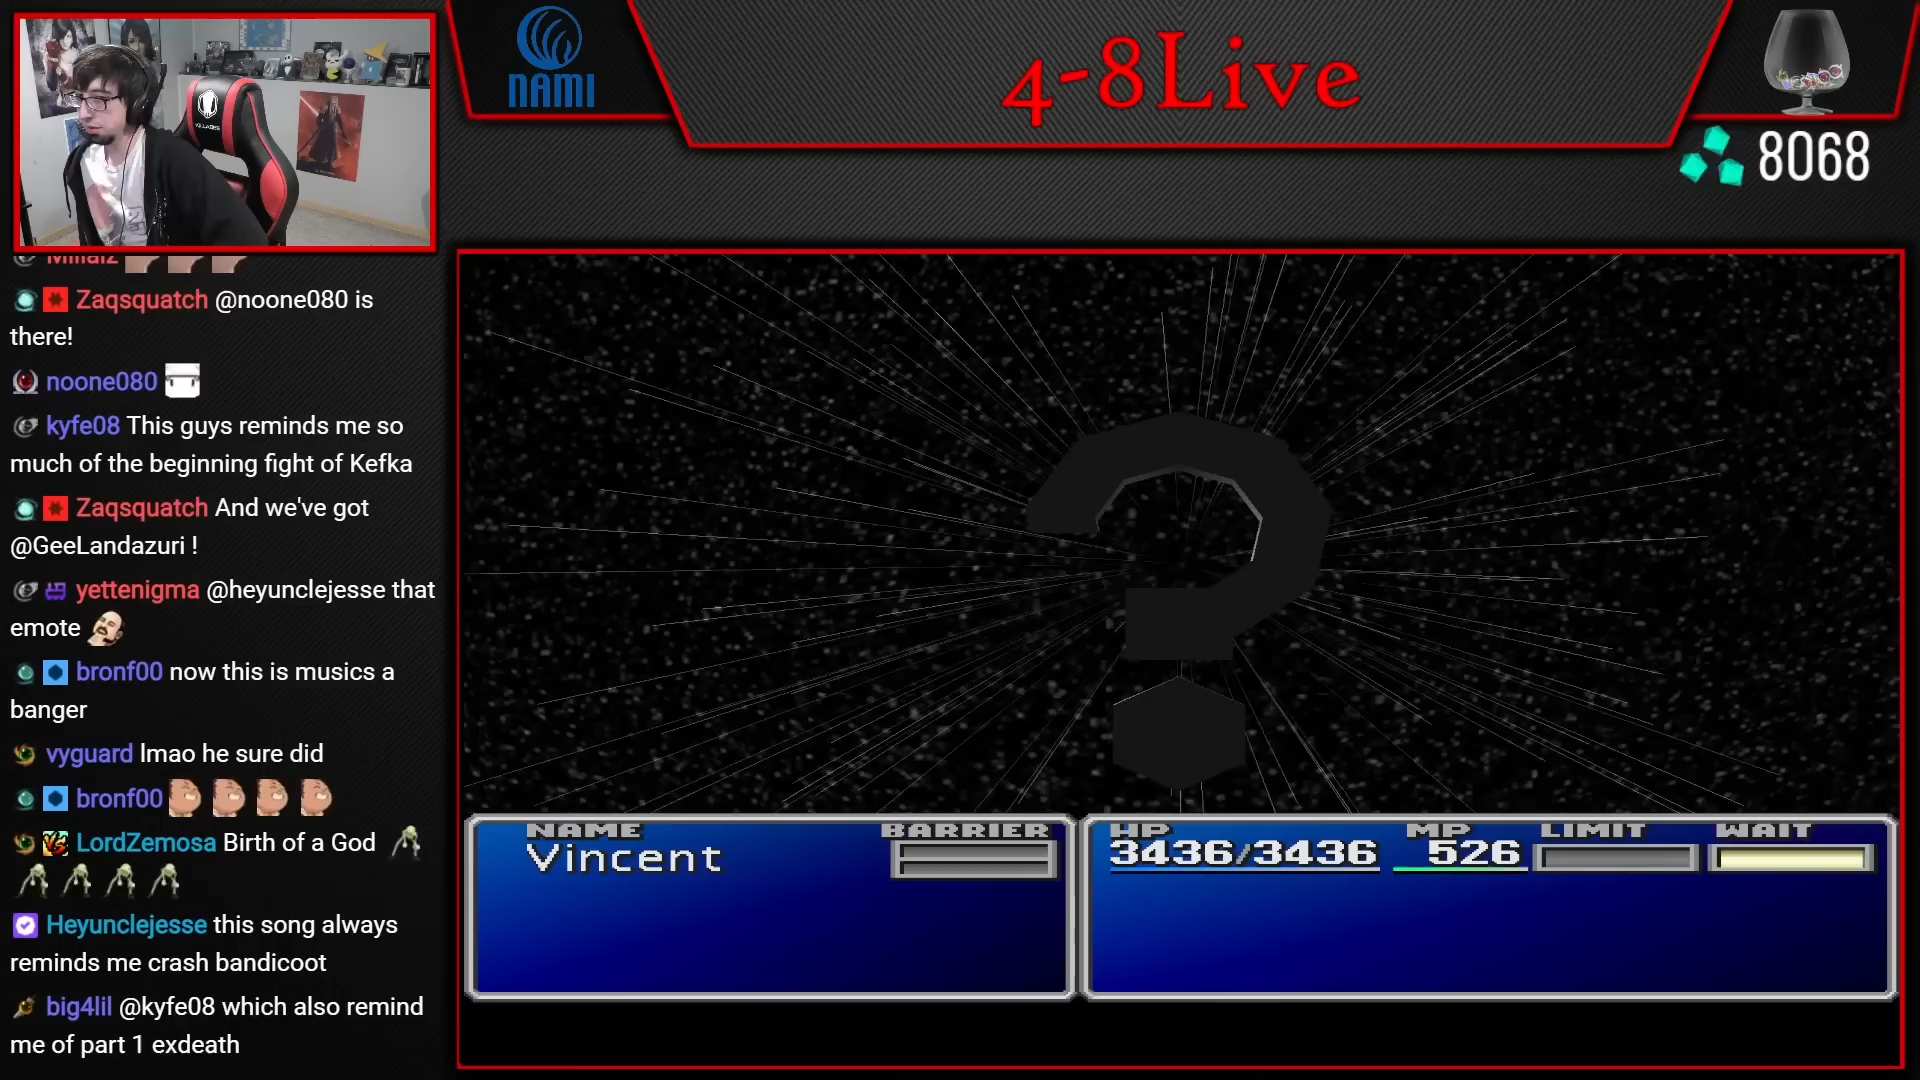 NAMI
4-8Live
8068
Zaqsquatch @noone080 is
there!
noone080
kyfe08 This guys reminds me so
much of the beginning fight of Kefka
Zaqsquatch And we've got
@GeeLandazuri !
yettenigma @heyunclejesse that
emote
bronf00 now this is musics a
banger
vyguard lmao he sure did
bronf00
LordZemosa Birth of a God
Heyunclejesse this song always
reminds me crash bandicoot
big4lil @kyfe08 which also remind
me of part 1 exdeath
?
NAME BARRIER HP MP LIMIT WAIT
Vincent 3436/3436 526